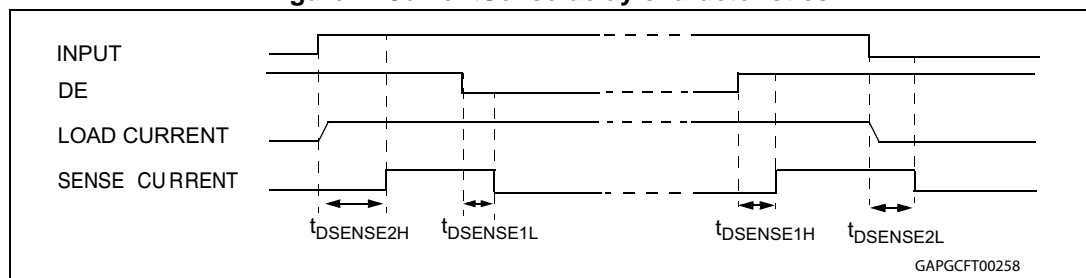 INPUT
DE
LOAD CURRENT
SENSE CURRENT
tDSENSE2H tDSENSE1L tDSENSE1H tDSENSE2L
GAPGCFT00258